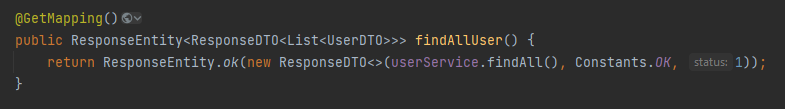 @GetMapping()
public ResponseEntity<ResponseDTO<List<UserDTO>>> findAllUser() {
    return ResponseEntity.ok(new ResponseDTO<>(userService.findAll(), Constants.OK, status: 1));
}